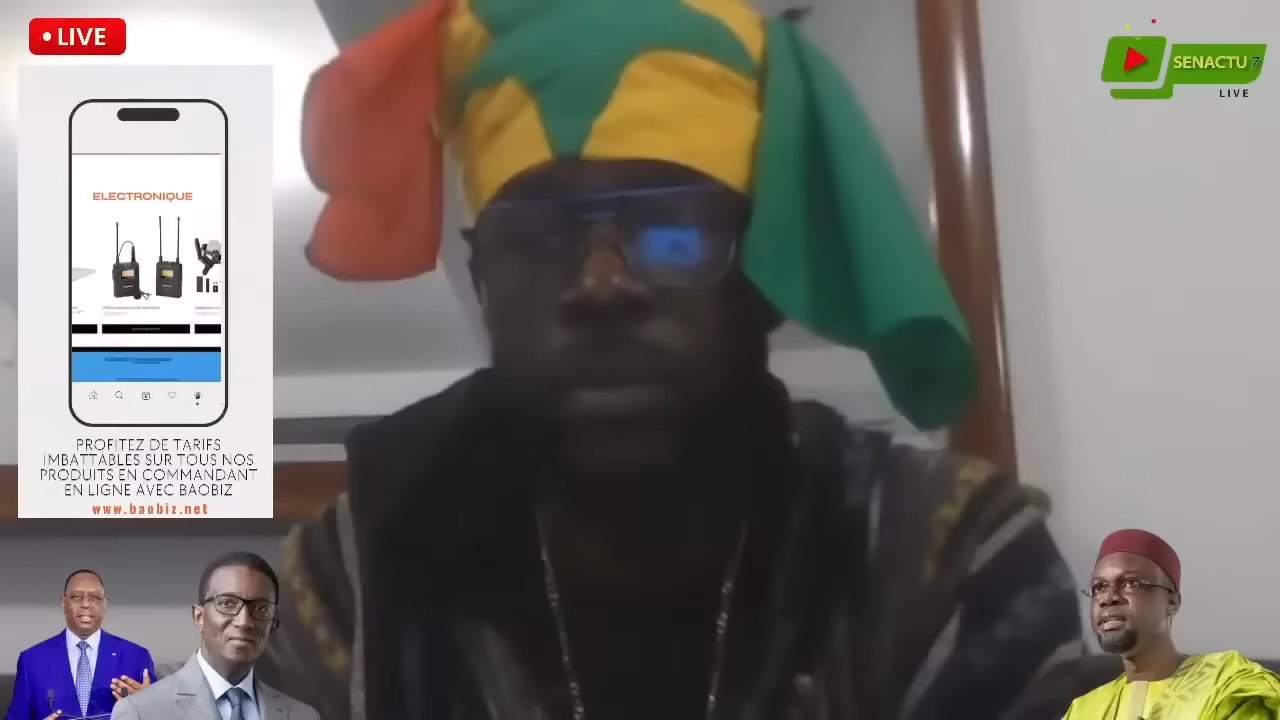 LIVE
SENACTU 7
LIVE
ELECTRONIQUE
PROFITEZ DE TARIFS
IMBATTABLES SUR TOUS NOS
PRODUITS EN COMMANDANT
EN LIGNE AVEC BAOBIZ
www.baobiz.net